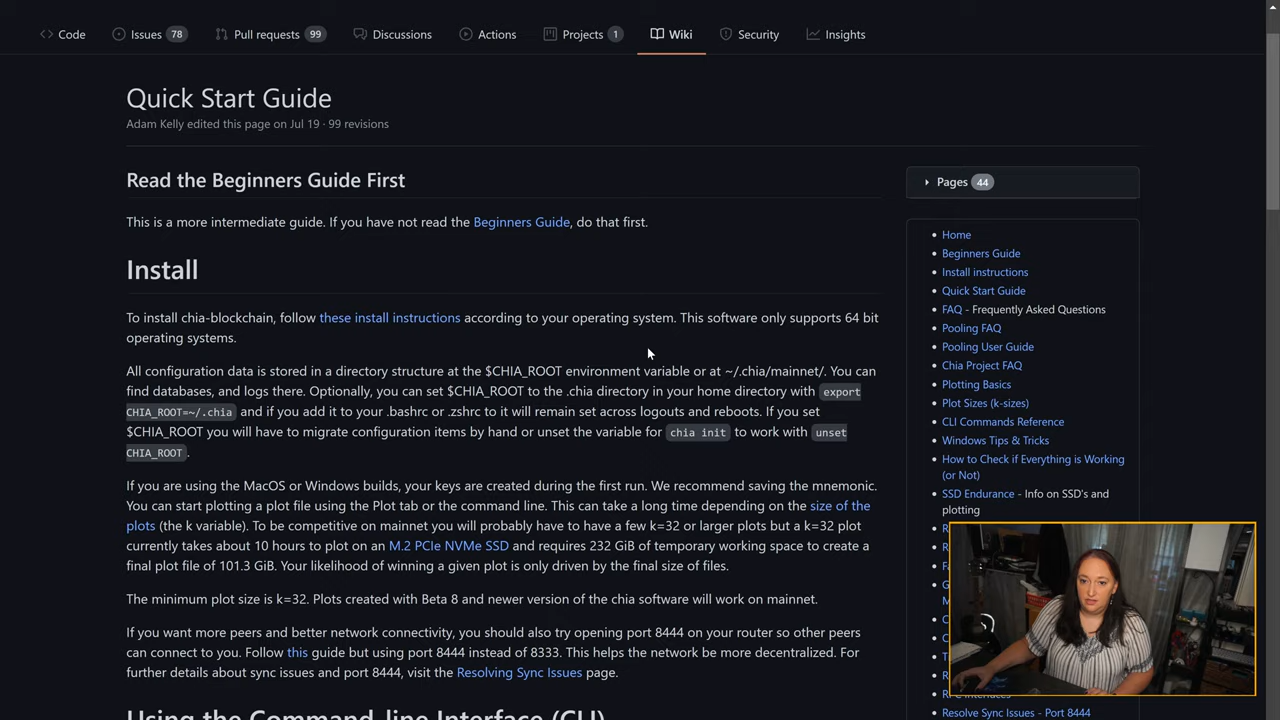 Code
Issues 78
Pull requests 99
Discussions
Actions
Projects 1
Wiki
Security
Insights
Quick Start Guide
Adam Kelly edited this page on Jul 19 · 99 revisions
Read the Beginners Guide First
This is a more intermediate guide. If you have not read the Beginners Guide, do that first.
Install
To install chia-blockchain, follow these install instructions according to your operating system. This software only supports 64 bit
operating systems.
All configuration data is stored in a directory structure at the $CHIA_ROOT environment variable or at ~/.chia/mainnet/. You can
find databases, and logs there. Optionally, you can set $CHIA_ROOT to the .chia directory in your home directory with export
CHIA_ROOT=~/.chia and if you add it to your .bashrc or .zshrc to it will remain set across logouts and reboots. If you set
$CHIA_ROOT you will have to migrate configuration items by hand or unset the variable for chia init to work with unset
CHIA_ROOT.
If you are using the MacOS or Windows builds, your keys are created during the first run. We recommend saving the mnemonic.
You can start plotting a plot file using the Plot tab or the command line. This can take a long time depending on the size of the
plots (the k variable). To be competitive on mainnet you will probably have to have a few k=32 or larger plots but a k=32 plot
currently takes about 10 hours to plot on an M.2 PCIe NVMe SSD and requires 232 GiB of temporary working space to create a
final plot file of 101.3 GiB. Your likelihood of winning a given plot is only driven by the final size of files.
The minimum plot size is k=32. Plots created with Beta 8 and newer version of the chia software will work on mainnet.
If you want more peers and better network connectivity, you should also try opening port 8444 on your router so other peers
can connect to you. Follow this guide but using port 8444 instead of 8333. This helps the network be more decentralized. For
further details about sync issues and port 8444, visit the Resolving Sync Issues page.
Using the Command-line Interface (CLI)
Pages 44
Home
Beginners Guide
Install instructions
Quick Start Guide
FAQ - Frequently Asked Questions
Pooling FAQ
Pooling User Guide
Chia Project FAQ
Plotting Basics
Plot Sizes (k-sizes)
CLI Commands Reference
Windows Tips & Tricks
How to Check if Everything is Working
(or Not)
SSD Endurance - Info on SSD's and
plotting
Resolve Sync Issues - Port 8444